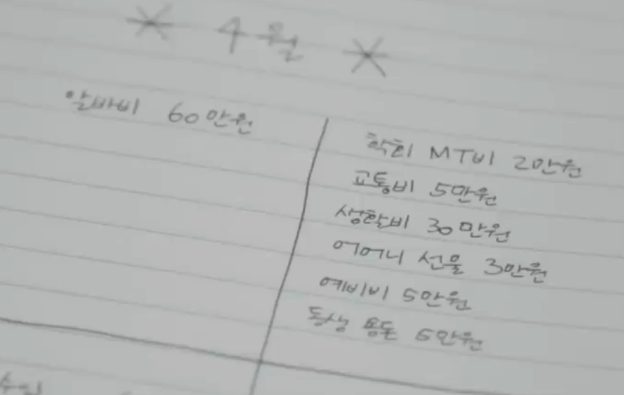 * 4월 *
알바비 60만원
학회 MT비 2만원
교통비 5만원
생활비 30만원
어머니 선물 3만원
예비비 5만원
동생 용돈 5만원